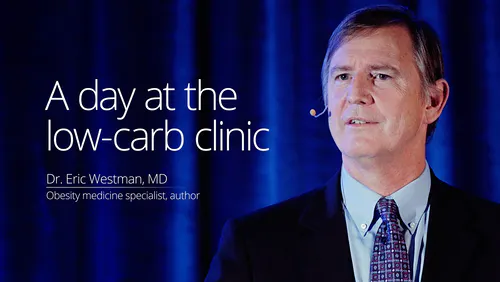 A day at the
low-carb clinic
Dr. Eric Westman, MD
Obesity medicine specialist, author